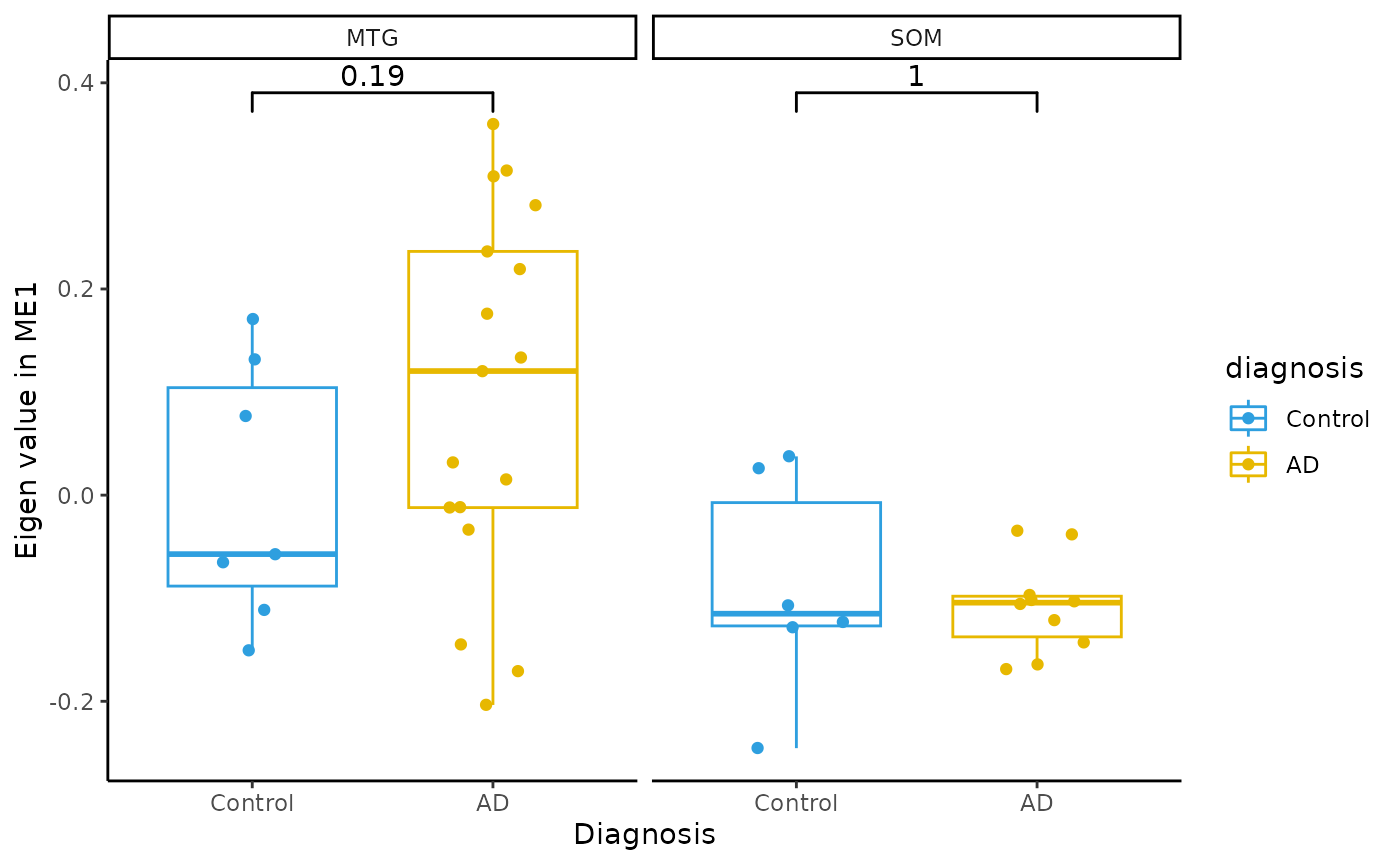 MTG
SOM
0.19
1
Eigen value in ME1
0.4
0.2
0.0
-0.2
Control
AD
Control
AD
Diagnosis
diagnosis
Control
AD